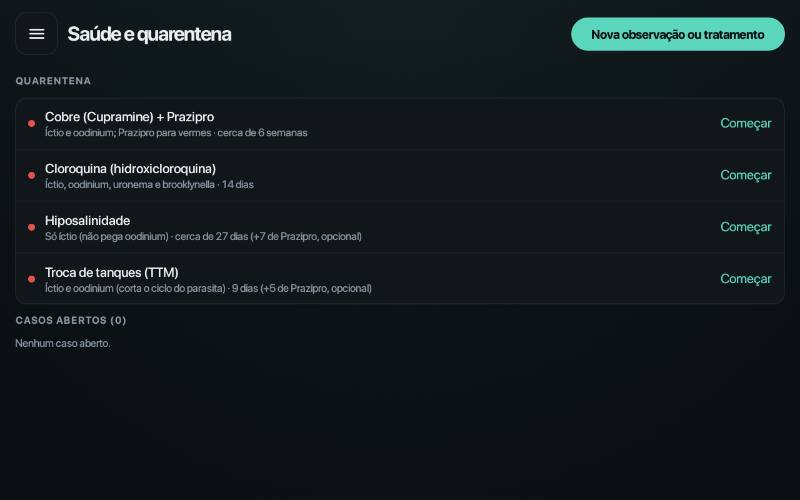 Saúde e quarentena
Nova observação ou tratamento
QUARENTENA
Cobre (Cupramine) + Prazipro
Íctio e oodinium; Prazipro para vermes · cerca de 6 semanas
Começar
Cloroquina (hidroxicloroquina)
Íctio, oodinium, uronema e brooklynella · 14 dias
Começar
Hiposalinidade
Só íctio (não pega oodinium) · cerca de 27 dias (+7 de Prazipro, opcional)
Começar
Troca de tanques (TTM)
Íctio e oodinium (corta o ciclo do parasita) · 9 dias (+5 de Prazipro, opcional)
Começar
CASOS ABERTOS (0)
Nenhum caso aberto.